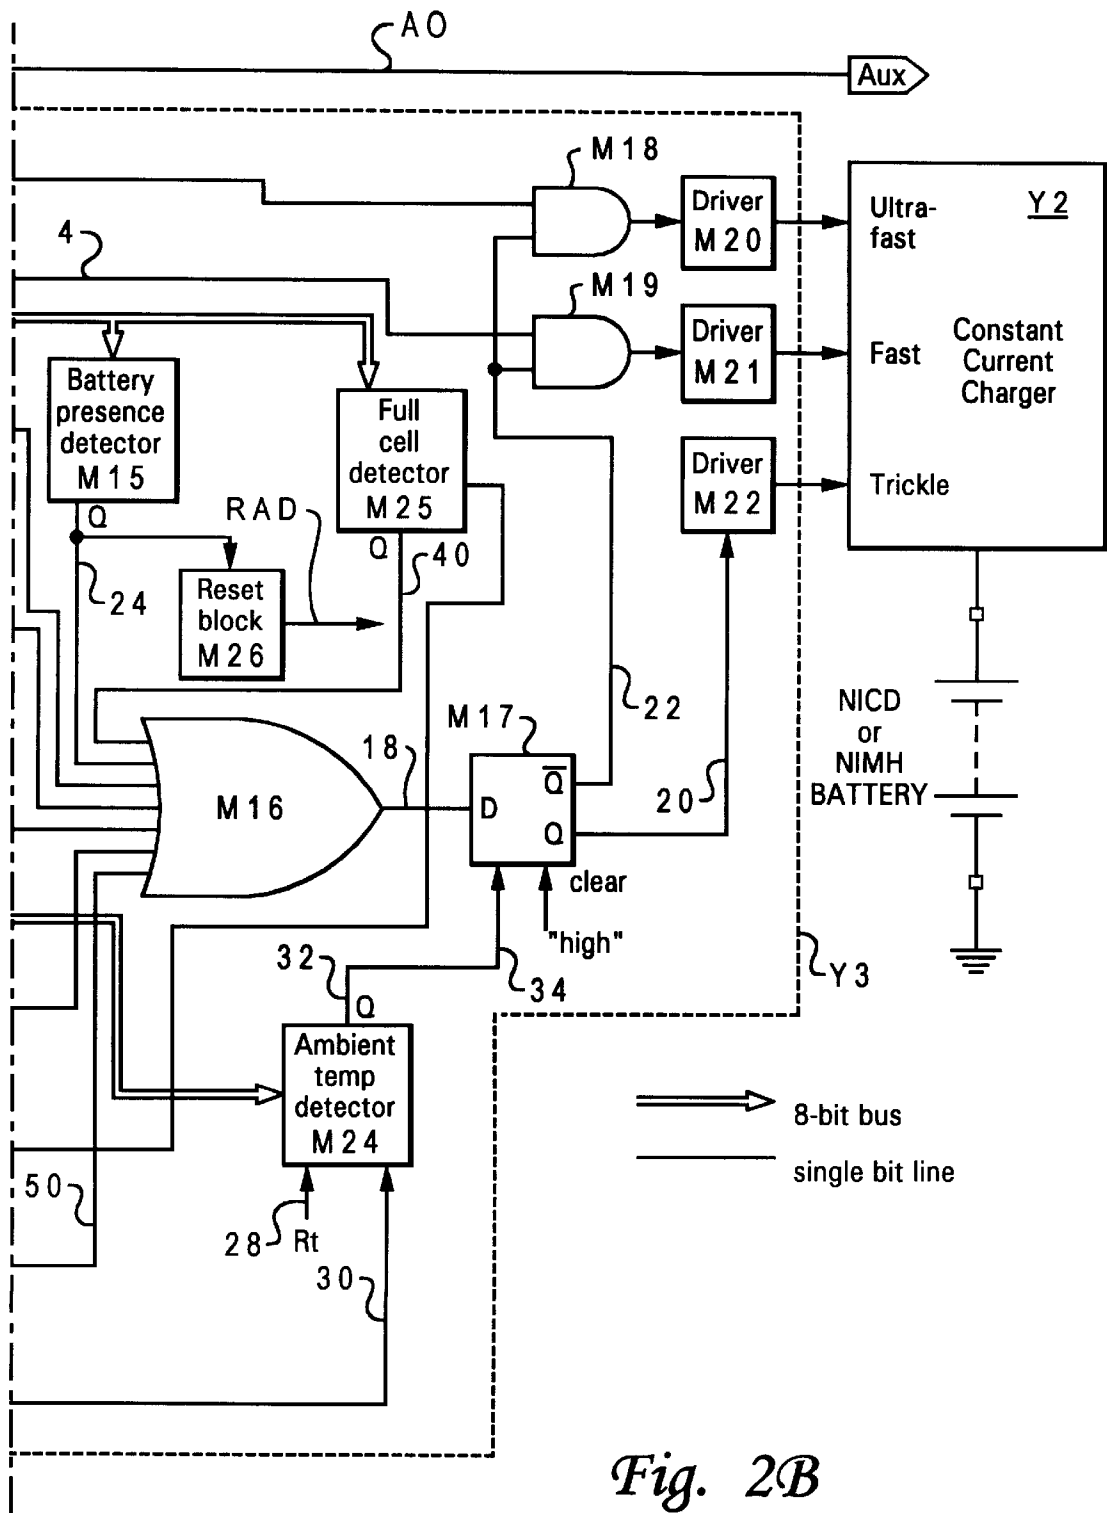 A0
Aux
M18
Driver
M20
Ultra-
fast
Y2
4
M19
Driver
M21
Fast
Constant
Current
Charger
Battery
presence
detector
M15
Q
Full
cell
detector
M25
Q
Driver
M22
Trickle
RAD
40
24
Reset
block
M26
22
M17
18
20
NICD
or
NIMH
BATTERY
M16
D
Q
Q
clear
"high"
32
34
Y3
Q
Ambient
temp
detector
M24
8-bit bus
single bit line
50
28
Rt
30
Fig. 2B